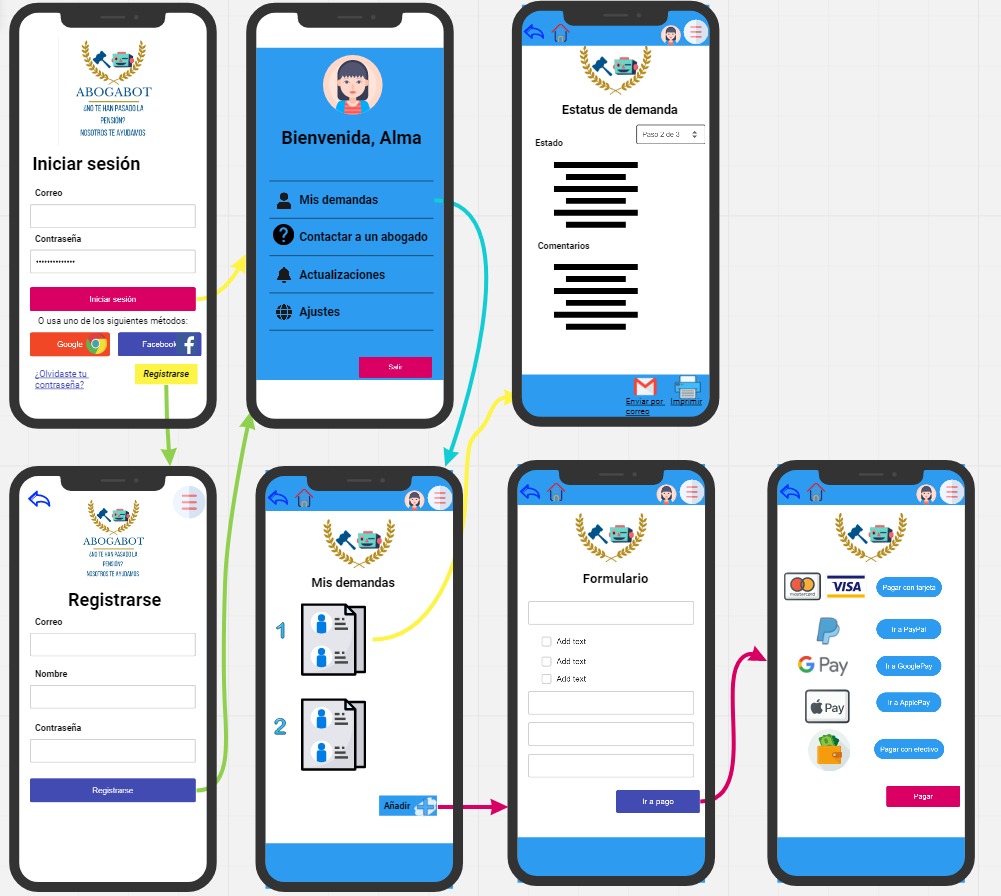 ABOGABOT
¿NO TE HAN PASADO LA
PENSIÓN?
NOSOTROS TE AYUDAMOS
Iniciar sesión
Correo
Contraseña
Iniciar sesión
O usa uno de los siguientes métodos:
Google
Facebook
¿Olvidaste tu
contraseña?
Registrarse
Bienvenida, Alma
Mis demandas
Contactar a un abogado
Actualizaciones
Ajustes
Salir
Estatus de demanda
Paso 2 de 3
Estado
Comentarios
Enviar por
correo
Imprimir
ABOGABOT
¿NO TE HAN PASADO LA
PENSIÓN?
NOSOTROS TE AYUDAMOS
Registrarse
Correo
Nombre
Contraseña
Registrarse
Mis demandas
1
2
Añadir
Formulario
Add text
Add text
Add text
Ir a pago
mastercard
VISA
Pagar con tarjeta
Ir a PayPal
G Pay
Ir a GooglePay
Pay
Ir a ApplePay
Pagar con efectivo
Pagar